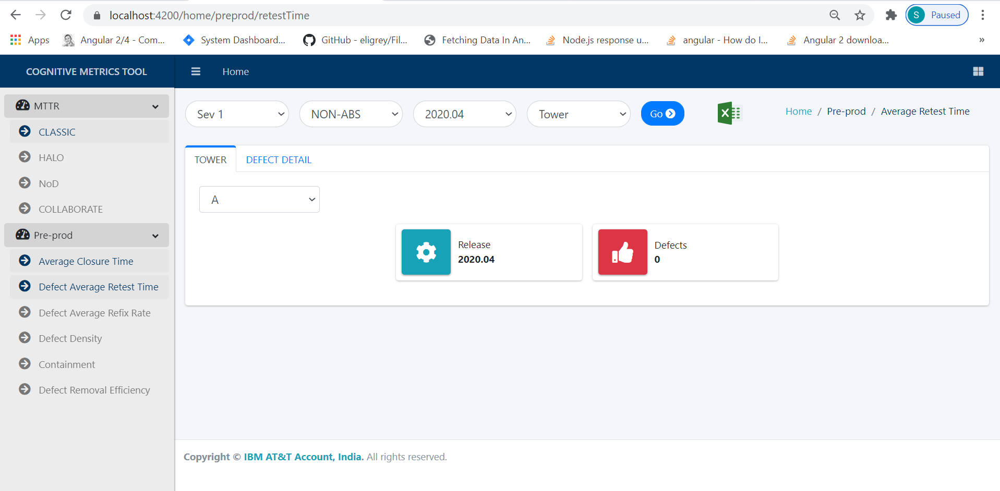 localhost:4200/home/preprod/retestTime
S Paused
Apps Angular 2/4 - Com... System Dashboard... GitHub - eligrey/Fil... Fetching Data In An... Node.js response u... angular - How do I... Angular 2 downloa... »
COGNITIVE METRICS TOOL
Home
MTTR
CLASSIC
HALO
NoD
COLLABORATE
Pre-prod
Average Closure Time
Defect Average Retest Time
Defect Average Refix Rate
Defect Density
Containment
Defect Removal Efficiency
Sev 1 NON-ABS 2020.04 Tower Go X Home / Pre-prod / Average Retest Time
TOWER DEFECT DETAIL
A
Release
2020.04
Defects
0
Copyright © IBM AT&T Account, India. All rights reserved.